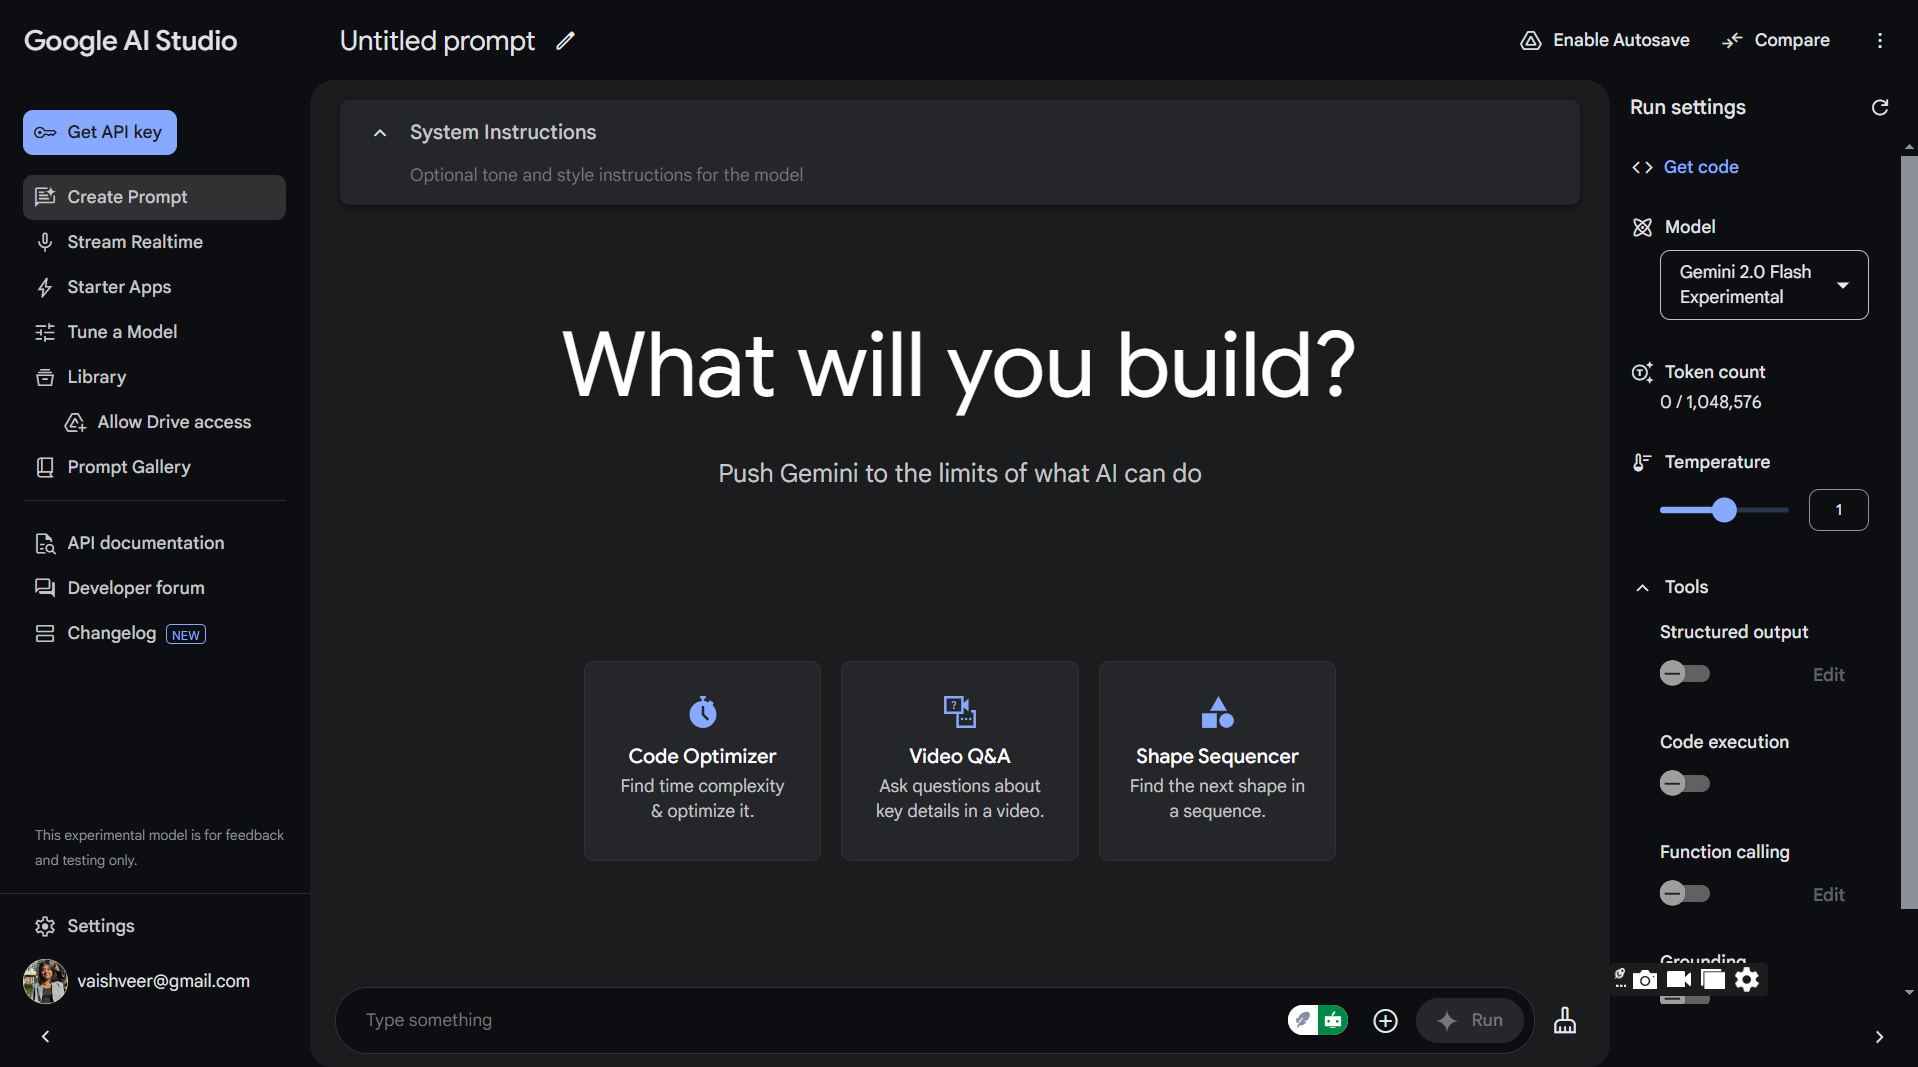 Google AI Studio
Untitled prompt
Enable Autosave
Compare
Get API key
Create Prompt
Stream Realtime
Starter Apps
Tune a Model
Library
Allow Drive access
Prompt Gallery
API documentation
Developer forum
Changelog NEW
This experimental model is for feedback
and testing only.
Settings
vaishveer@gmail.com
System Instructions
Optional tone and style instructions for the model
What will you build?
Push Gemini to the limits of what AI can do
Code Optimizer
Find time complexity
& optimize it.
Video Q&A
Ask questions about
key details in a video.
Shape Sequencer
Find the next shape in
a sequence.
Type something
Run
Run settings
Get code
Model
Gemini 2.0 Flash
Experimental
Token count
0 / 1,048,576
Temperature
1
Tools
Structured output
Edit
Code execution
Function calling
Edit
Grounding